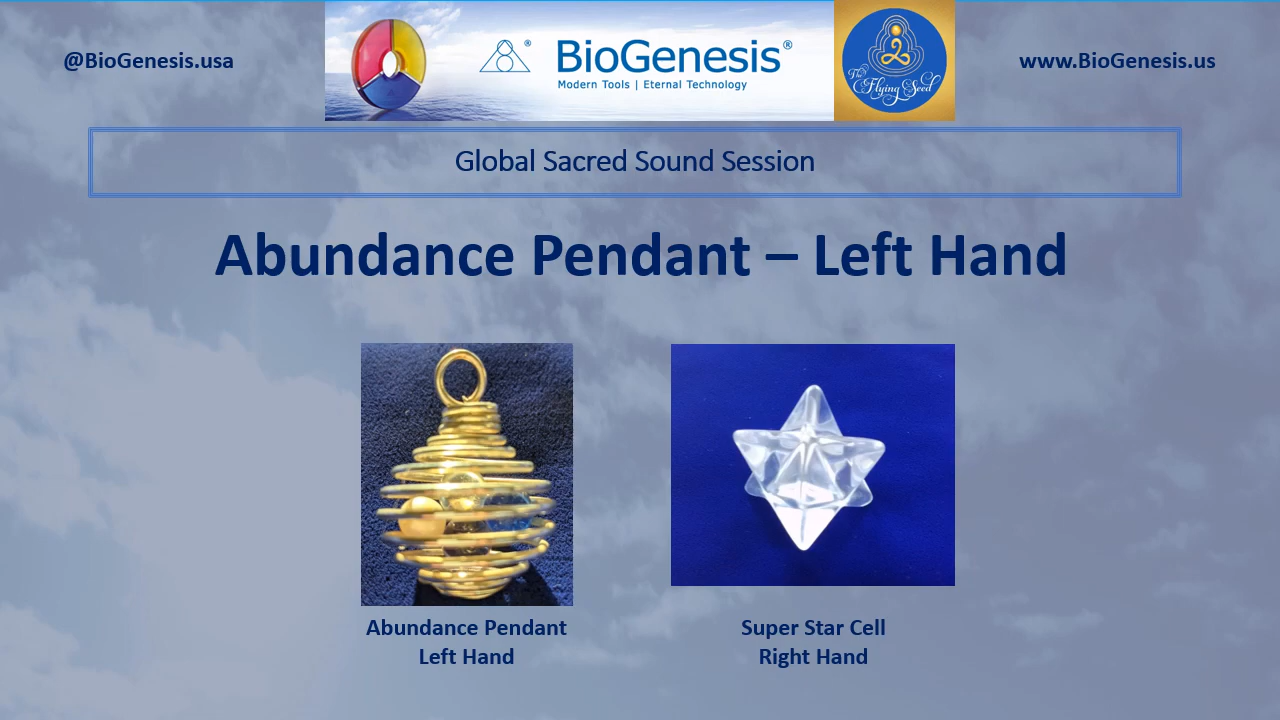 @BioGenesis.usa
BioGenesis®
Modern Tools | Eternal Technology
®
The
Flying Seed
www.BioGenesis.us
Global Sacred Sound Session
Abundance Pendant – Left Hand
Abundance Pendant
Left Hand
Super Star Cell
Right Hand